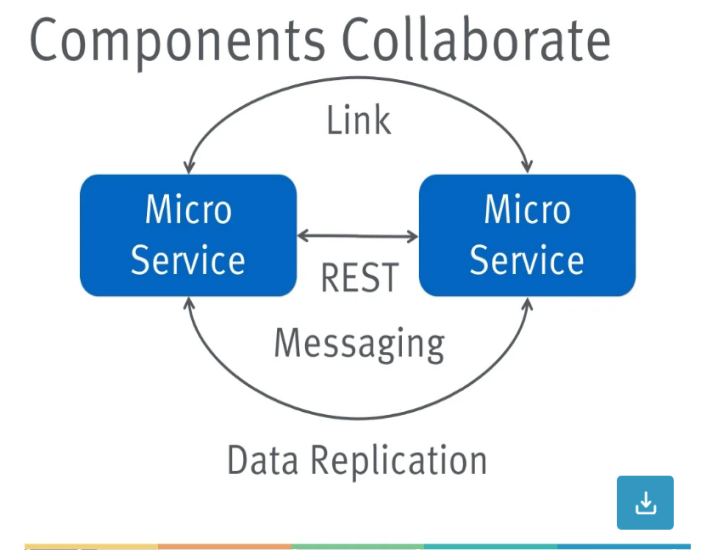 Components Collaborate
Link
Micro
Service
Micro
Service
REST
Messaging
Data Replication